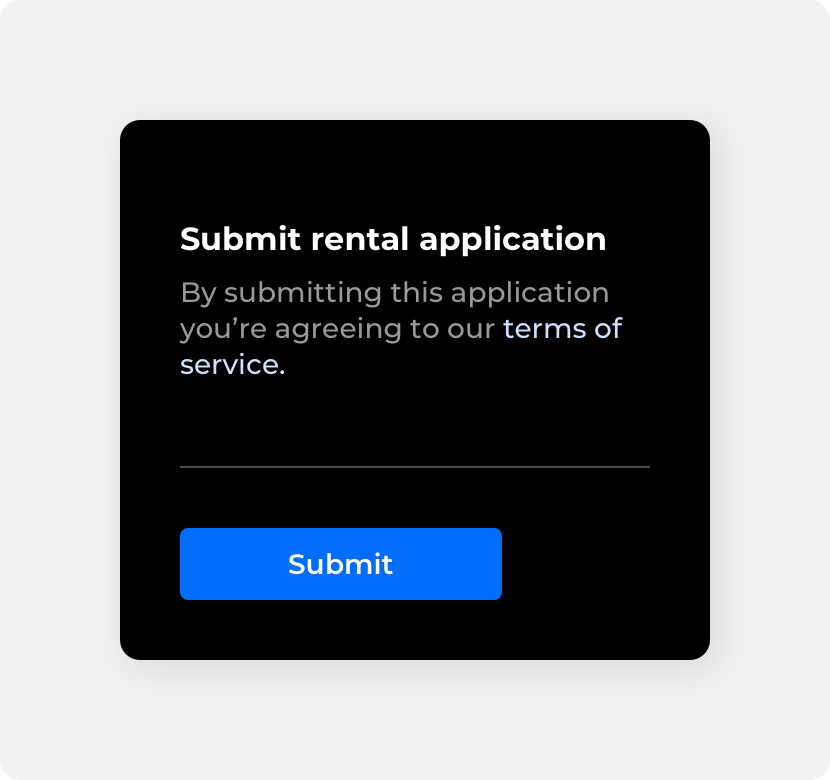 Submit rental application
By submitting this application
you’re agreeing to our terms of
service.
Submit